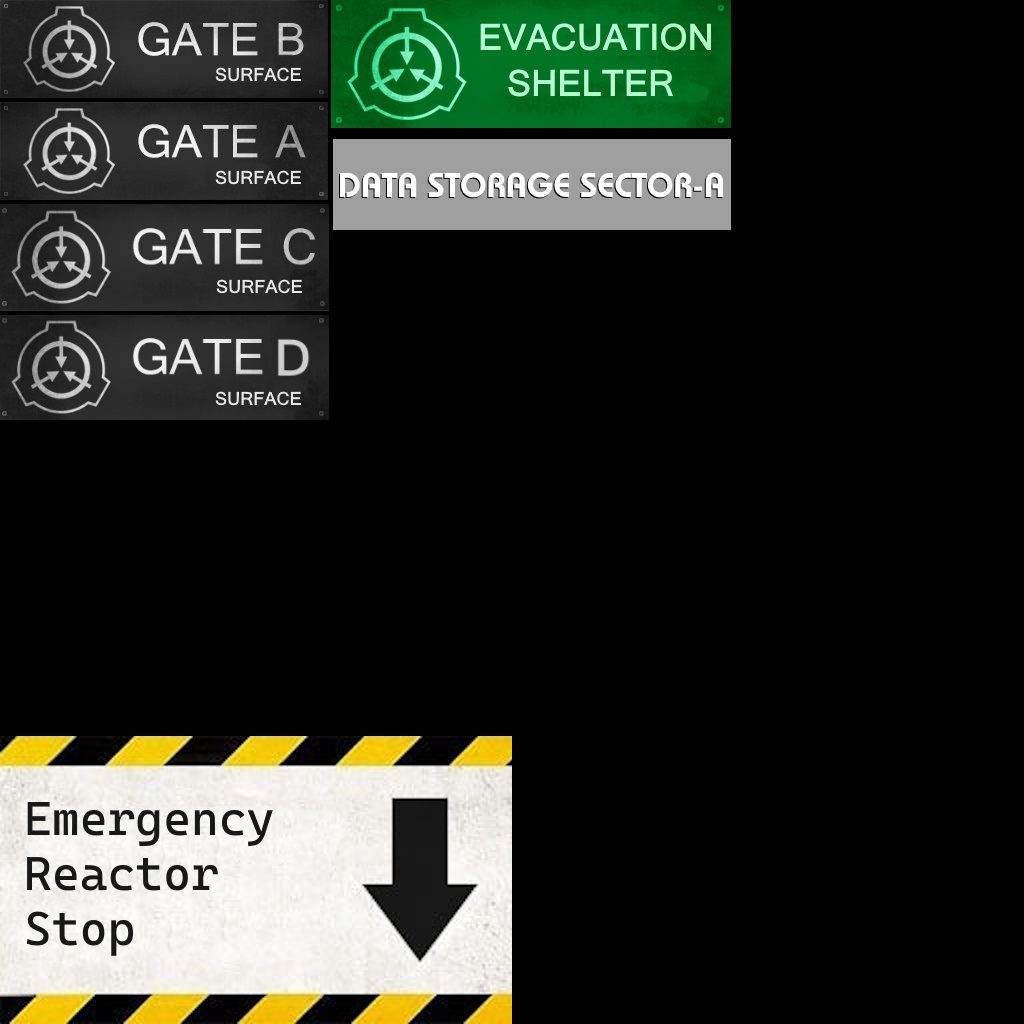 GATE B
SURFACE
GATE A
SURFACE
GATE C
SURFACE
GATE D
SURFACE
EVACUATION
SHELTER
DATA STORAGE SECTOR-A
Emergency
Reactor
Stop